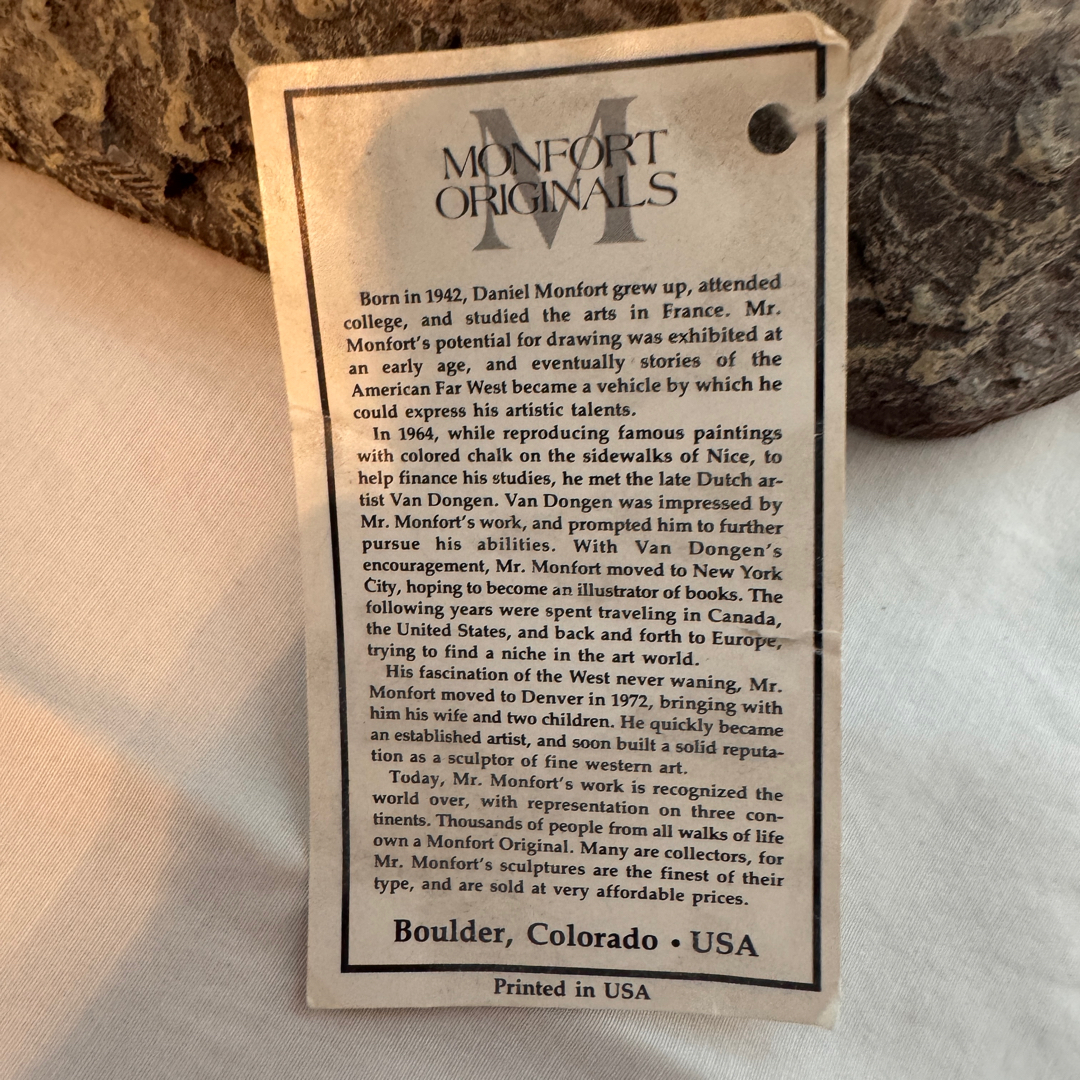 M
MONFORT
ORIGINALS
Born in 1942, Daniel Monfort grew up, attended
college, and studied the arts in France. Mr.
Monfort's potential for drawing was exhibited at
an early age, and eventually stories of the
American Far West became a vehicle by which he
could express his artistic talents.
In 1964, while reproducing famous paintings
with colored chalk on the sidewalks of Nice, to
help finance his studies, he met the late Dutch ar-
tist Van Dongen. Van Dongen was impressed by
Mr. Monfort's work, and prompted him to further
pursue his abilities. With Van Dongen's
encouragement, Mr. Monfort moved to New York
City, hoping to become an illustrator of books. The
following years were spent traveling in Canada,
the United States, and back and forth to Europe,
trying to find a niche in the art world.
His fascination of the West never waning, Mr.
Monfort moved to Denver in 1972, bringing with
him his wife and two children. He quickly became
an established artist, and soon built a solid reputa-
tion as a sculptor of fine western art.
Today, Mr. Monfort's work is recognized the
world over, with representation on three con-
tinents. Thousands of people from all walks of life
own a Monfort Original. Many are collectors, for
Mr. Monfort's sculptures are the finest of their
type, and are sold at very affordable prices.
Boulder, Colorado • USA
Printed in USA